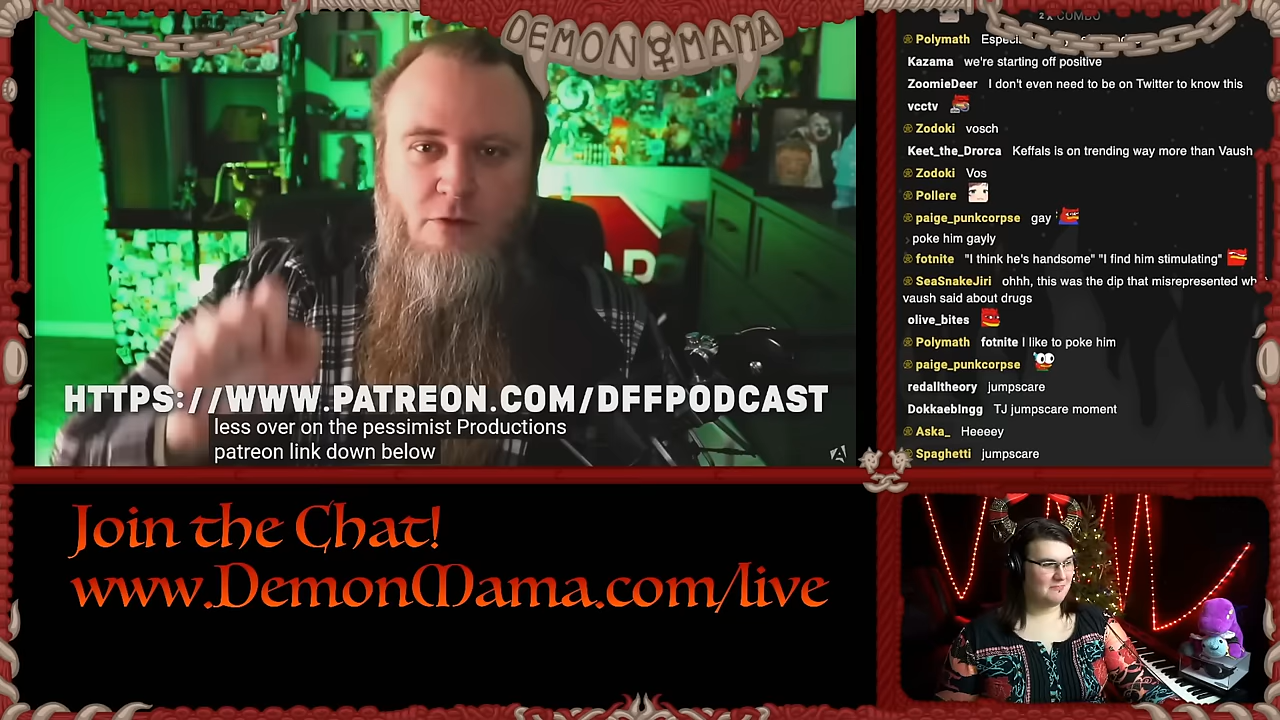 DEMON MAMA
HTTPS://WWW.PATREON.COM/DFFPODCAST
less over on the pessimist Productions
patreon link down below
Join the Chat!
www.DemonMama.com/live
2 x COMBO
Polymath
Kazama we're starting off positive
ZoomieDeer I don't even need to be on Twitter to know this
vcctv
Zodoki vosch
Keet_the_Drorca Keffals is on trending way more than Vaush
Zodoki Vos
Pollere
paige_punkcorpse gay
poke him gayly
fotnite "I think he's handsome" "I find him stimulating"
SeaSnakeJiri ohhh, this was the dip that misrepresented wh
vaush said about drugs
olive_bites
Polymath fotnite I like to poke him
paige_punkcorpse
redalltheory jumpscare
Dokkaeblngg TJ jumpscare moment
Aska_ Heeeey
Spaghetti jumpscare